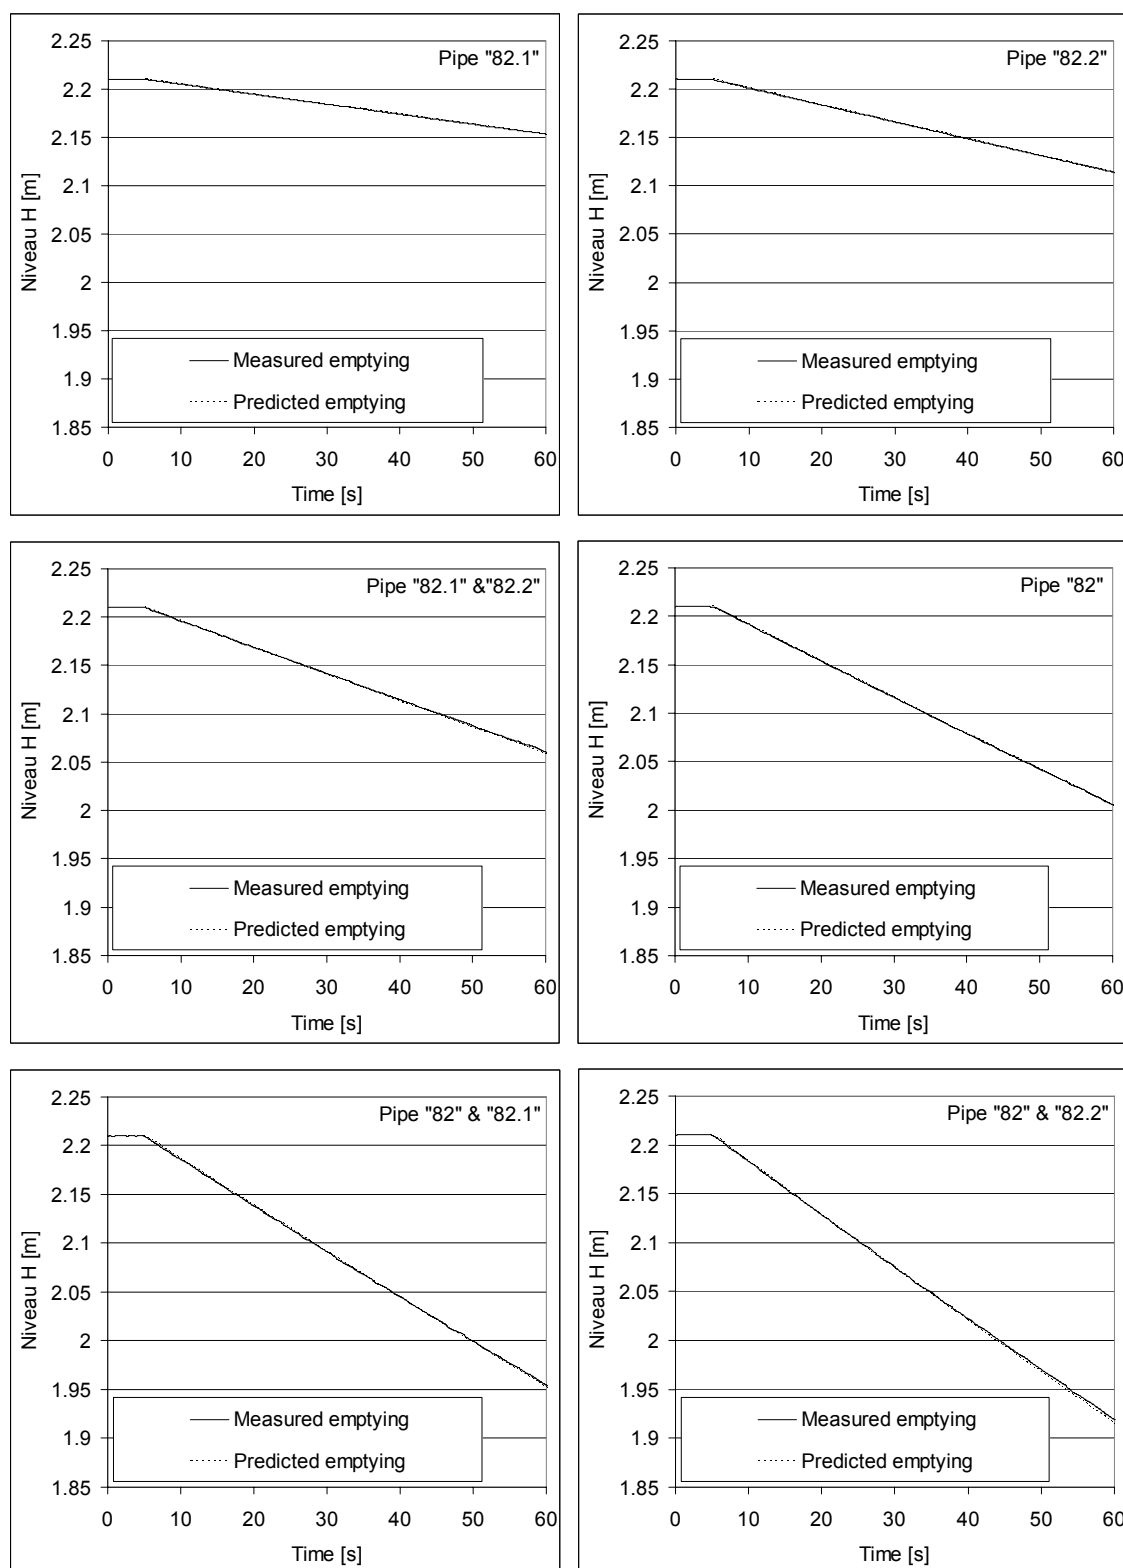 2.25
Pipe "82.1"
2.2
2.15
2.1
2.05
2
1.95
1.9
1.85
Niveau H [m]
Measured emptying
Predicted emptying
0 10 20 30 40 50 60
Time [s]
2.25
Pipe "82.2"
2.2
2.15
2.1
2.05
2
1.95
1.9
1.85
Niveau H [m]
Measured emptying
Predicted emptying
0 10 20 30 40 50 60
Time [s]
2.25
Pipe "82.1" &"82.2"
2.2
2.15
2.1
2.05
2
1.95
1.9
1.85
Niveau H [m]
Measured emptying
Predicted emptying
0 10 20 30 40 50 60
Time [s]
2.25
Pipe "82"
2.2
2.15
2.1
2.05
2
1.95
1.9
1.85
Niveau H [m]
Measured emptying
Predicted emptying
0 10 20 30 40 50 60
Time [s]
2.25
Pipe "82" & "82.1"
2.2
2.15
2.1
2.05
2
1.95
1.9
1.85
Niveau H [m]
Measured emptying
Predicted emptying
0 10 20 30 40 50 60
Time [s]
2.25
Pipe "82" & "82.2"
2.2
2.15
2.1
2.05
2
1.95
1.9
1.85
Niveau H [m]
Measured emptying
Predicted emptying
0 10 20 30 40 50 60
Time [s]